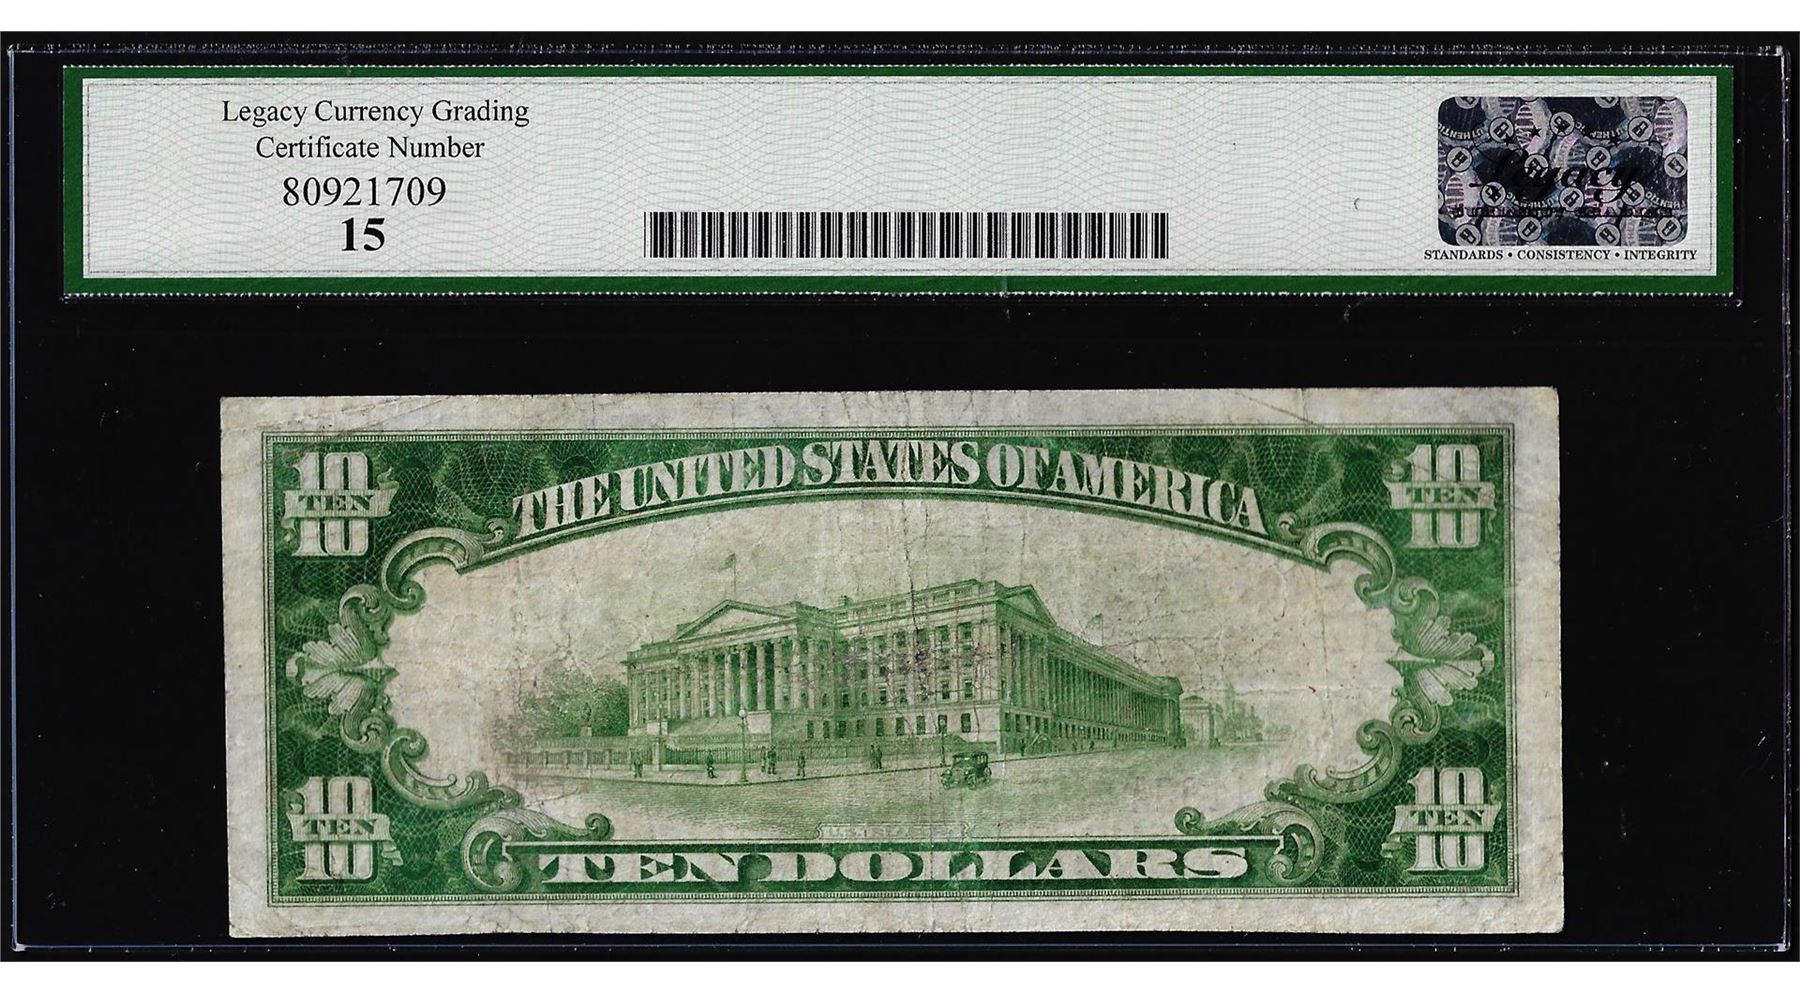 Legacy Currency Grading
Certificate Number
80921709
15
Legacy
STANDARDS • CONSISTENCY • INTEGRITY
THE UNITED STATES OF AMERICA
10
TEN
10
10
TEN
10
10
TEN
10
10
TEN
10
TEN DOLLARS